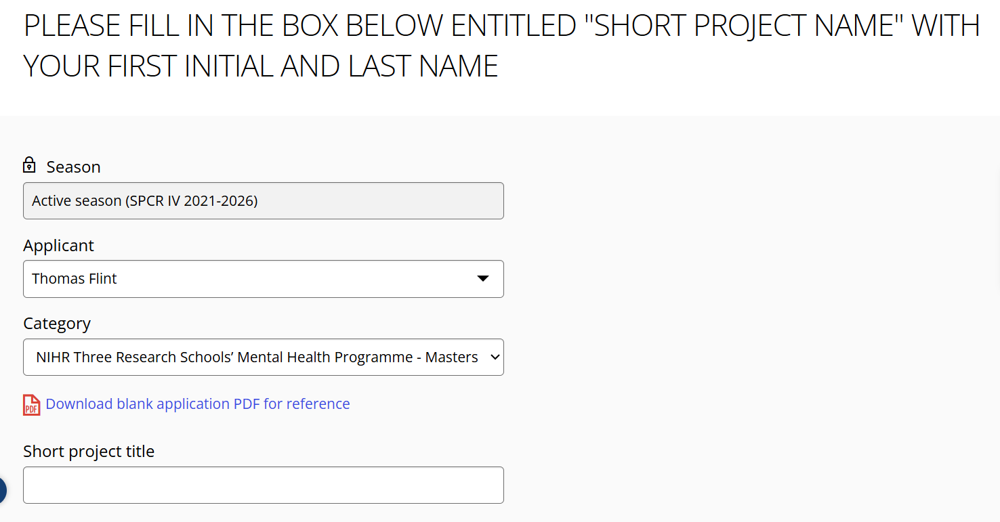 PLEASE FILL IN THE BOX BELOW ENTITLED "SHORT PROJECT NAME" WITH
YOUR FIRST INITIAL AND LAST NAME
Season
Active season (SPCR IV 2021-2026)
Applicant
Thomas Flint
Category
NIHR Three Research Schools’ Mental Health Programme - Masters
PDF Download blank application PDF for reference
Short project title